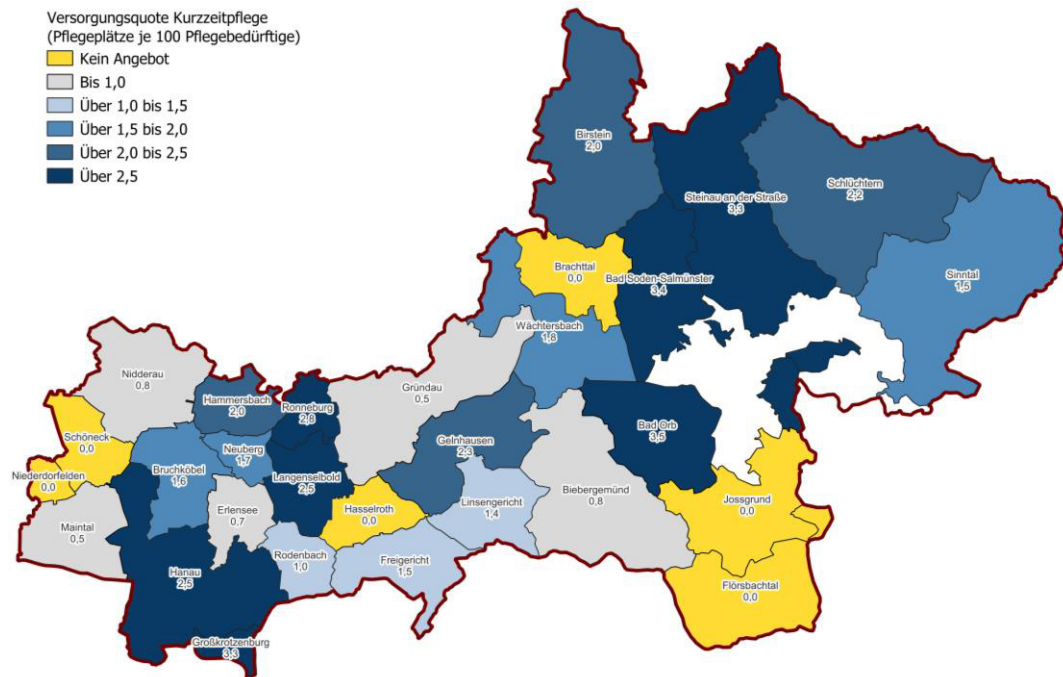 Versorgungsquote Kurzzeitpflege
(Pflegeplätze je 100 Pflegebedürftige)
Kein Angebot
Bis 1,0
Über 1,0 bis 1,5
Über 1,5 bis 2,0
Über 2,0 bis 2,5
Über 2,5
Birstein
2,0
Schlüchtern
2,2
Steinau an der Straße
3,3
Sinntal
1,5
Brachttal
0,0
Bad Soden-Salmünster
3,4
Wächtersbach
1,8
Nidderau
0,8
Gründau
0,5
Hammersbach
2,0
Ronneburg
2,8
Bad Orb
3,5
Schöneck
0,0
Gelnhausen
2,3
Neuberg
1,7
Bruchköbel
1,6
Niederdorfelden
0,0
Langenselbold
2,5
Biebergemünd
0,8
Jossgrund
0,0
Linsengericht
1,4
Hasselroth
0,0
Erlensee
0,7
Maintal
0,5
Rodenbach
1,0
Freigericht
1,5
Hanau
2,5
Flörsbachtal
0,0
Großkrotzenburg
3,3